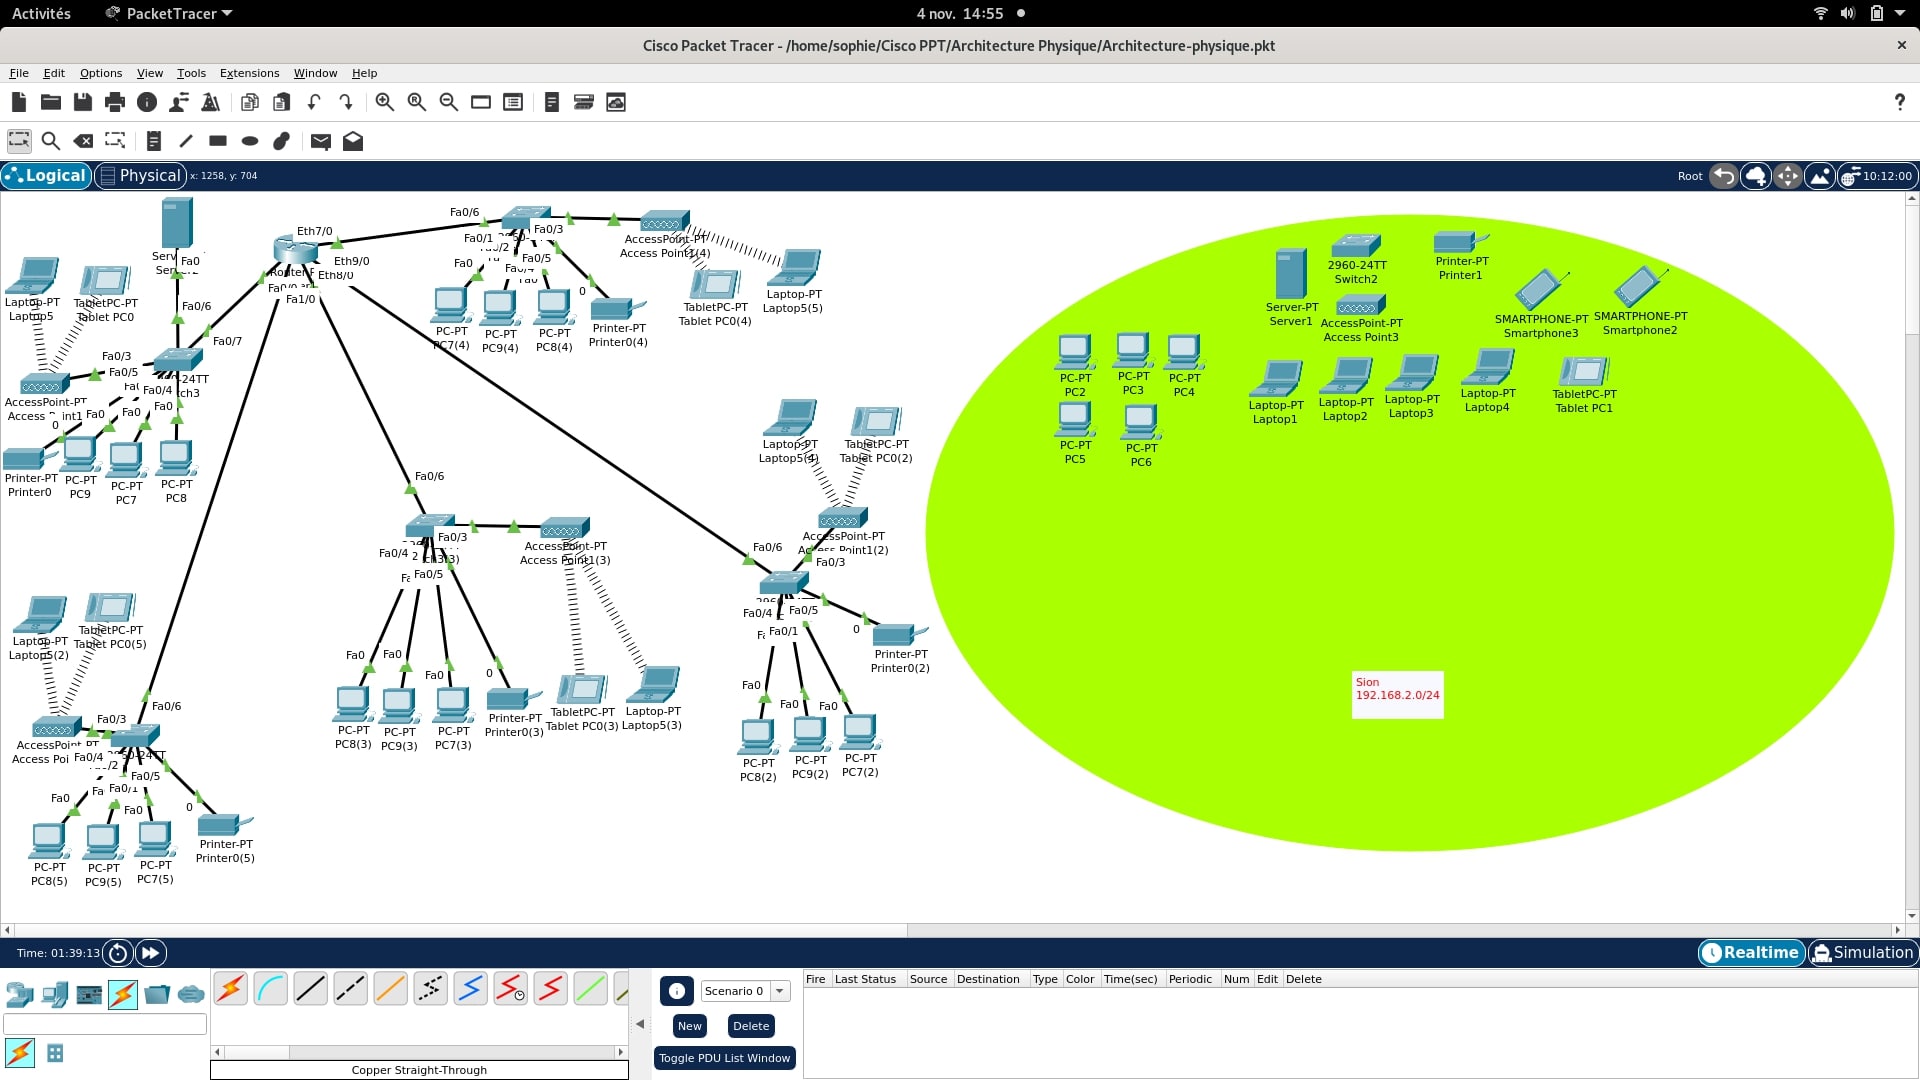 Activités
PacketTracer
4 nov. 14:55
Cisco Packet Tracer - /home/sophie/Cisco PPT/Architecture Physique/Architecture-physique.pkt
File Edit Options View Tools Extensions Window Help
?
Logical
Physical
x: 1258, y: 704
Root
10:12:00
Fa0
Laptop-PT
Laptop5
TabletPC-PT
Tablet PC0
Fa0/6
Fa0/7
Fa0/3
Fa0/5
Fa0/4
AccessPoint-PT
Fa0
Fa0
Fa0
0
Printer-PT
Printer0
PC-PT
PC9
PC-PT
PC7
PC-PT
PC8
Eth7/0
Eth9/0
Eth8/0
Fa1/0
Fa0/6
Fa0/1
Fa0/3
Fa0/5
Fa0
0
AccessPoint-PT
Access Point1(4)
PC-PT
PC7(4)
PC-PT
PC9(4)
PC-PT
PC8(4)
Printer-PT
Printer0(4)
TabletPC-PT
Tablet PC0(4)
Laptop-PT
Laptop5(5)
Laptop-PT
Laptop5(4)
TabletPC-PT
Tablet PC0(2)
AccessPoint-PT
Access Point1(2)
Fa0/6
Fa0/3
Fa0/4
Fa0/5
Fa0/1
0
Printer-PT
Printer0(2)
Fa0
Fa0
Fa0
PC-PT
PC8(2)
PC-PT
PC9(2)
PC-PT
PC7(2)
Fa0/6
Fa0/3
Fa0/4
Fa0/5
AccessPoint-PT
Access Point1(3)
Fa0
Fa0
Fa0
0
PC-PT
PC8(3)
PC-PT
PC9(3)
PC-PT
PC7(3)
Printer-PT
Printer0(3)
TabletPC-PT
Tablet PC0(3)
Laptop-PT
Laptop5(3)
Laptop-PT
Laptop5(2)
TabletPC-PT
Tablet PC0(5)
Fa0/6
Fa0/3
AccessPoint-PT
Fa0/4
Fa0/5
Fa0/1
Fa0
Fa0
0
PC-PT
PC8(5)
PC-PT
PC9(5)
PC-PT
PC7(5)
Printer-PT
Printer0(5)
Server-PT
Server1
2960-24TT
Switch2
Printer-PT
Printer1
AccessPoint-PT
Access Point3
SMARTPHONE-PT
Smartphone3
SMARTPHONE-PT
Smartphone2
PC-PT
PC2
PC-PT
PC3
PC-PT
PC4
PC-PT
PC5
PC-PT
PC6
Laptop-PT
Laptop1
Laptop-PT
Laptop2
Laptop-PT
Laptop3
Laptop-PT
Laptop4
TabletPC-PT
Tablet PC1
Sion
192.168.2.0/24
Time: 01:39:13
Realtime
Simulation
Scenario 0
New
Delete
Toggle PDU List Window
Fire Last Status Source Destination Type Color Time(sec) Periodic Num Edit Delete
Copper Straight-Through